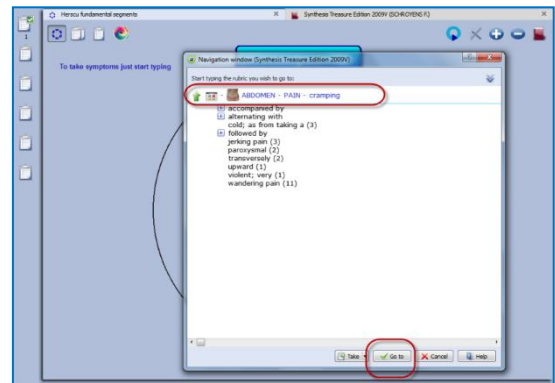 Herscu fundamental segments
Synthesis Treasure Edition 2009V (SCHROYENS F.)
1
To take symptoms just start typing
Navigation window (Synthesis Treasure Edition 2009V)
Start typing the rubric you wish to go to:
ABDOMEN - PAIN - cramping
accompanied by
alternating with
cold; as from taking a (3)
followed by
jerking pain (3)
paroxysmal (2)
transversely (2)
upward (1)
violent; very (1)
wandering pain (11)
Take
Go to
Cancel
Help